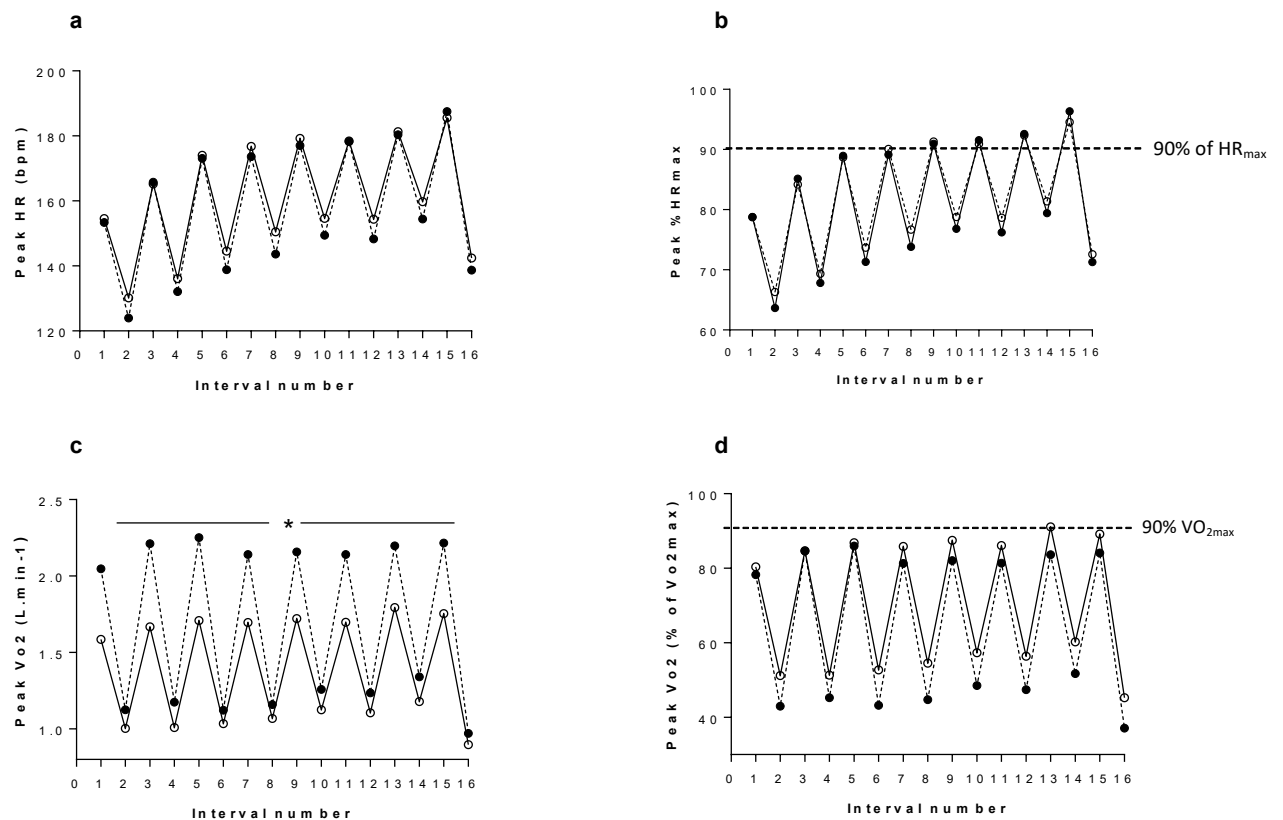 a
Peak HR (bpm)
200
180
160
140
120
0 1 2 3 4 5 6 7 8 9 10 11 12 13 14 15 16
Interval number
b
Peak %HRmax
100
90
80
70
60
90% of HRmax
0 1 2 3 4 5 6 7 8 9 10 11 12 13 14 15 16
Interval number
c
Peak Vo2 (L.min-1)
2.5
2.0
1.5
1.0
*
0 1 2 3 4 5 6 7 8 9 10 11 12 13 14 15 16
Interval number
d
Peak Vo2 (% of Vo2max)
100
80
60
40
90% VO2max
0 1 2 3 4 5 6 7 8 9 10 11 12 13 14 15 16
Interval number